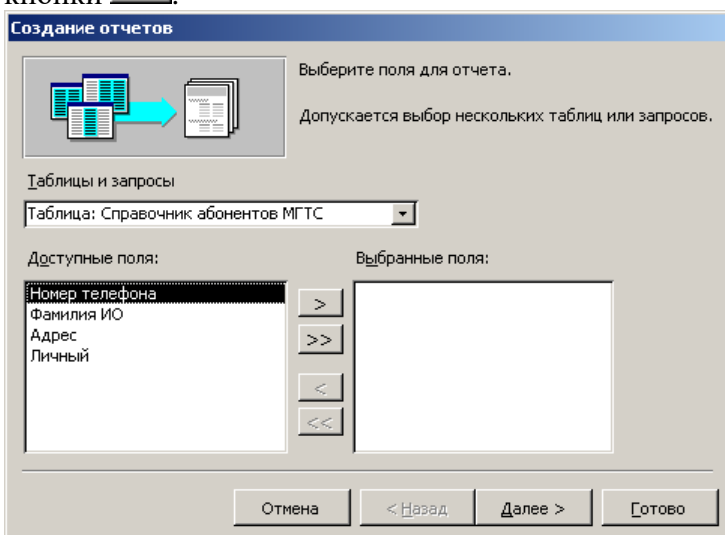 кнопки .
Создание отчетов
Выберите поля для отчета.
Допускается выбор нескольких таблиц или запросов.
Таблицы и запросы
Таблица: Справочник абонентов МГТС
Доступные поля:
Выбранные поля:
Номер телефона
Фамилия ИО
Адрес
Личный
>
>>
<
<<
Отмена
< Назад
Далее >
Готово